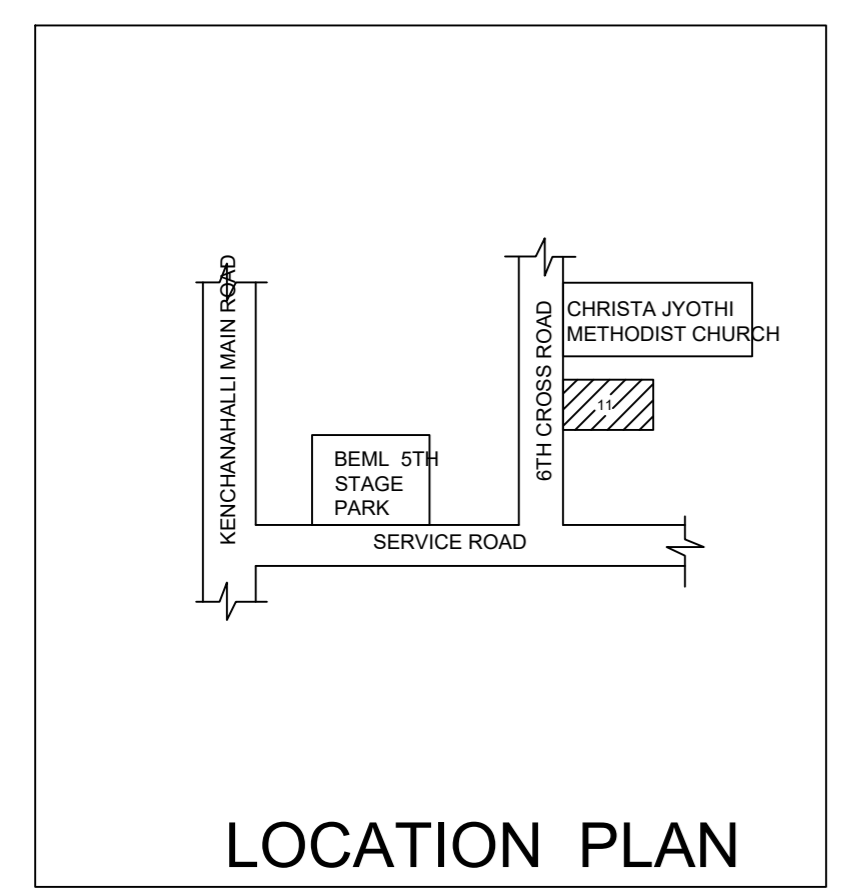 KENCHANAHALLI MAIN ROAD
6TH CROSS ROAD
CHRISTA JYOTHI
METHODIST CHURCH
11
BEML 5TH
STAGE
PARK
SERVICE ROAD
LOCATION PLAN